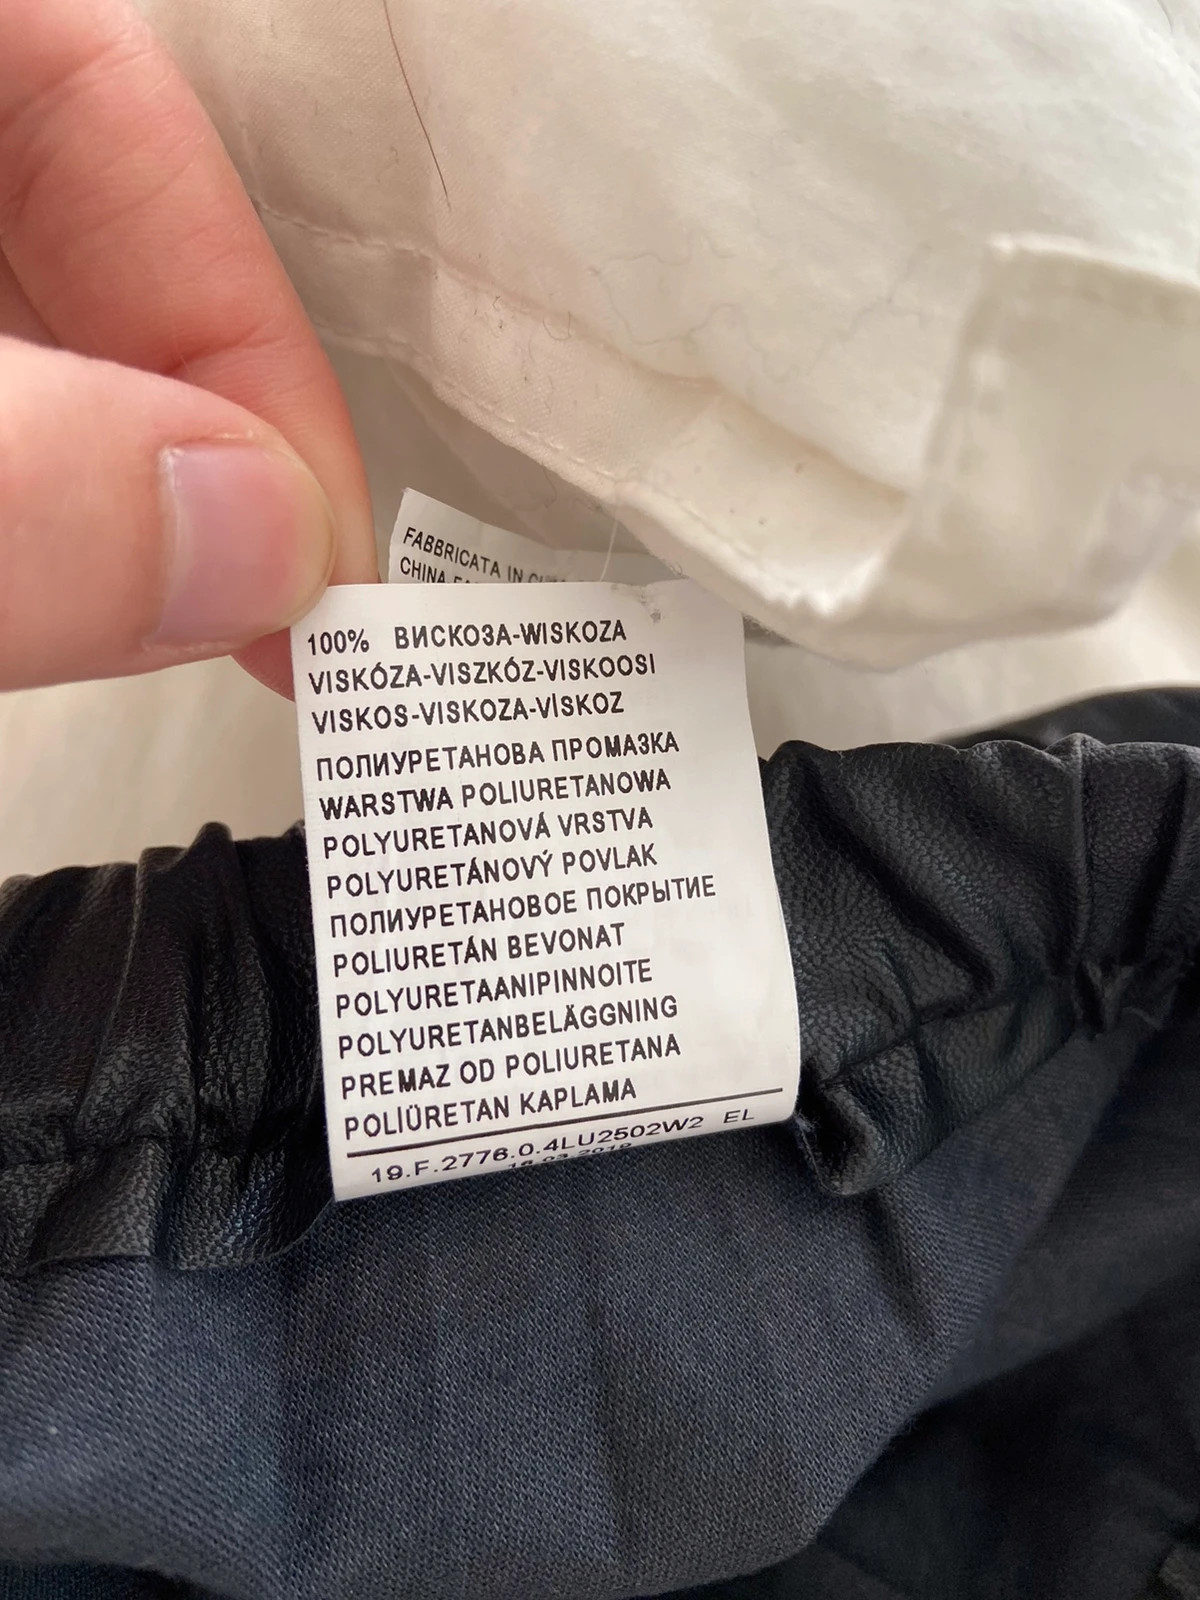 FABBRICATA IN
CHINA
100% ВИСКОЗА-WISKOZA
VISKÓZA-VISZKÓZ-VISKOOSI
VISKOS-VISKOZA-VİSKOZ
ПОЛИУРЕТАНОВА ПРОМАЗКА
WARSTWA POLIURETANOWA
POLYURETANOVÁ VRSTVA
POLYURETÁNOVÝ POVLAK
ПОЛИУРЕТАНОВОЕ ПОКРЫТИЕ
POLIURETÁN BEVONAT
POLYURETAANIPINNOITE
POLYURETANBELÄGGNING
PREMAZ OD POLIURETANA
POLİÜRETAN KAPLAMA
19.F.2776.0.4LU2502W2 EL